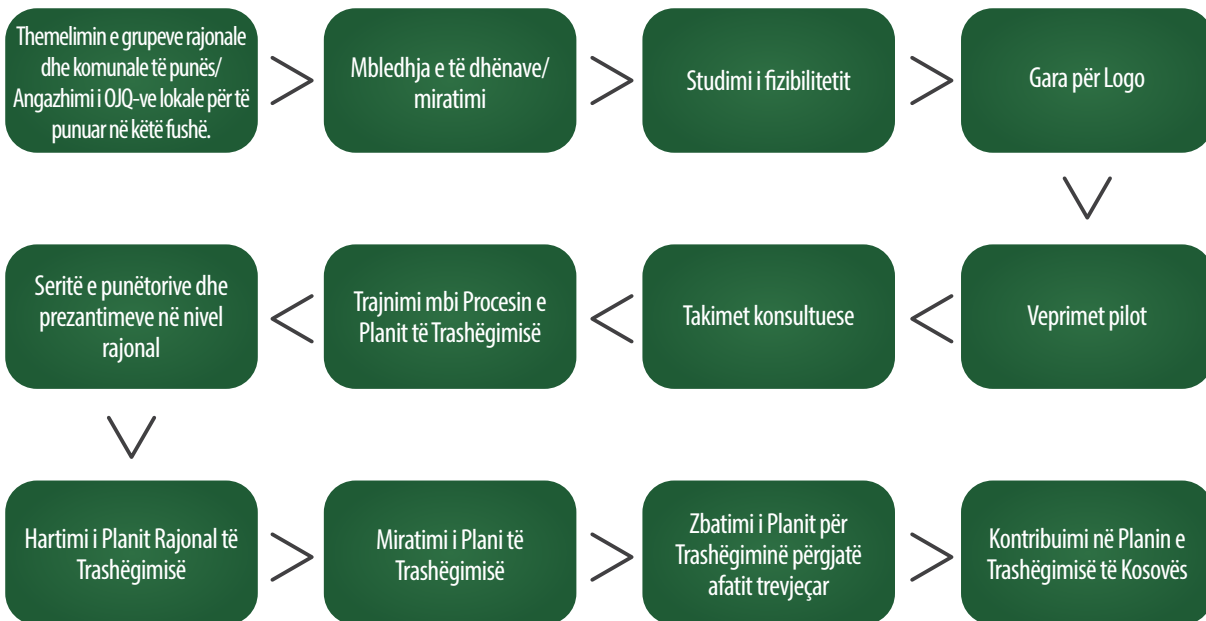 Themelimin e grupeve rajonale
dhe komunale të punës/
Angazhimi i OJQ-ve lokale për të
punuar në këtë fushë.
Mbledhja e të dhënave/
miratimi
Studimi i fizibilitetit
Gara për Logo
Veprimet pilot
Takimet konsultuese
Trajnimi mbi Procesin e
Planit të Trashëgimisë
Seritë e punëtorive dhe
prezantimeve në nivel
rajonal
Hartimi i Planit Rajonal të
Trashëgimisë
Miratimi i Plani të
Trashëgimisë
Zbatimi i Planit për
Trashëgiminë përgjatë
afatit trevjeçar
Kontribuimi në Planin e
Trashëgimisë të Kosovës